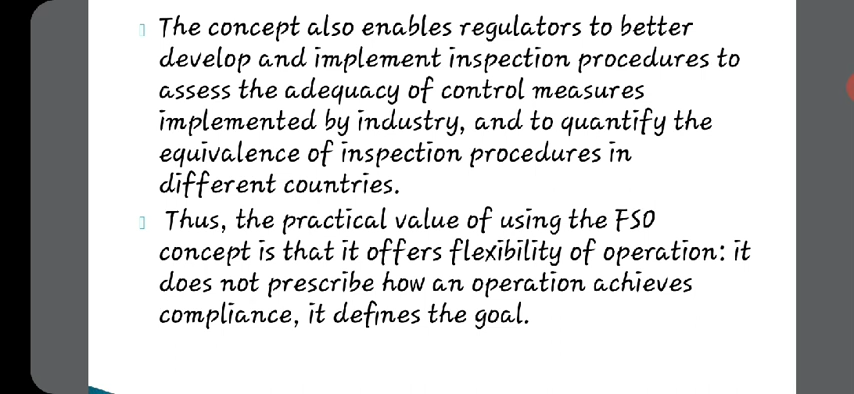 The concept also enables regulators to better
develop and implement inspection procedures to
assess the adequacy of control measures
implemented by industry, and to quantify the
equivalence of inspection procedures in
different countries.
Thus, the practical value of using the FSO
concept is that it offers flexibility of operation: it
does not prescribe how an operation achieves
compliance, it defines the goal.